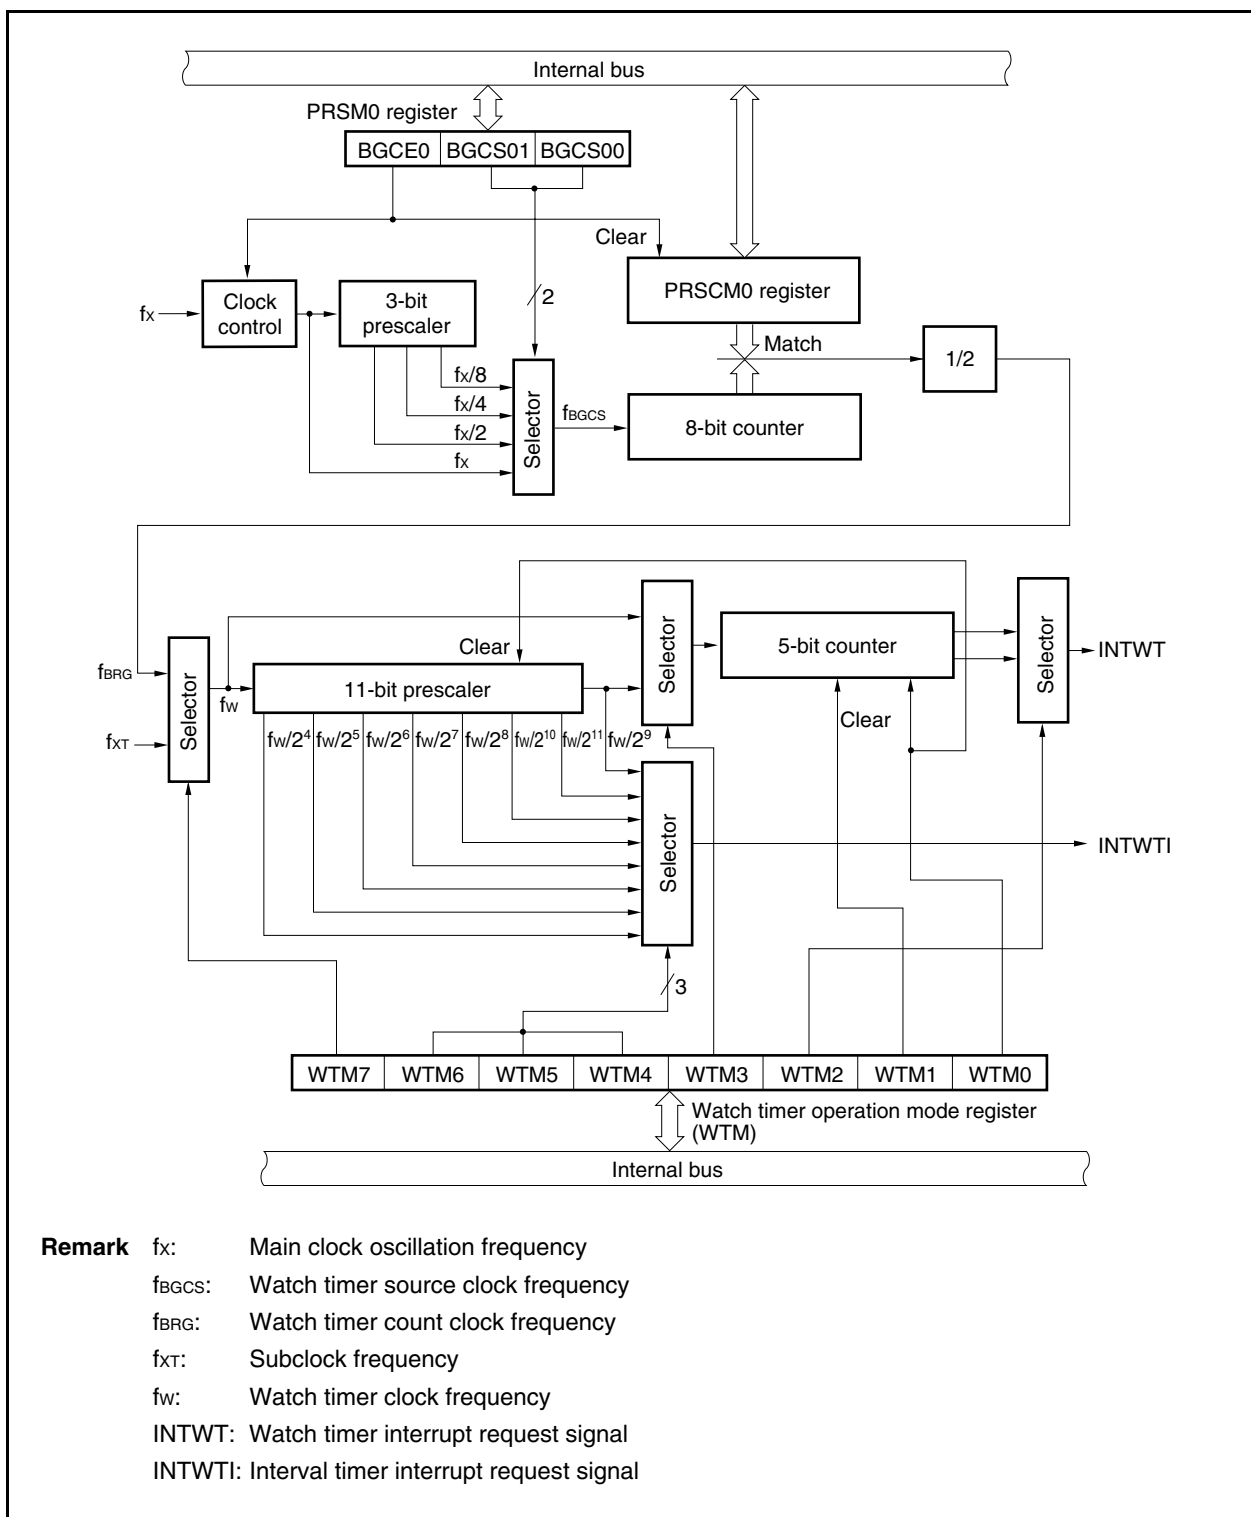 Internal bus
PRSM0 register
BGCE0 BGCS01 BGCS00
Clear
fX
Clock control
3-bit prescaler
2
PRSCM0 register
Match
1/2
fX/8
fX/4
fX/2
fX
Selector
fBGCS
8-bit counter
fBRG
fXT
Selector
fW
Clear
11-bit prescaler
Selector
5-bit counter
Clear
Selector
INTWT
fW/2⁴ fW/2⁵ fW/2⁶ fW/2⁷ fW/2⁸ fW/2¹⁰ fW/2¹¹ fW/2⁹
Selector
INTWTI
3
WTM7 WTM6 WTM5 WTM4 WTM3 WTM2 WTM1 WTM0
Watch timer operation mode register
(WTM)
Internal bus
Remark fX: Main clock oscillation frequency
fBGCS: Watch timer source clock frequency
fBRG: Watch timer count clock frequency
fXT: Subclock frequency
fW: Watch timer clock frequency
INTWT: Watch timer interrupt request signal
INTWTI: Interval timer interrupt request signal